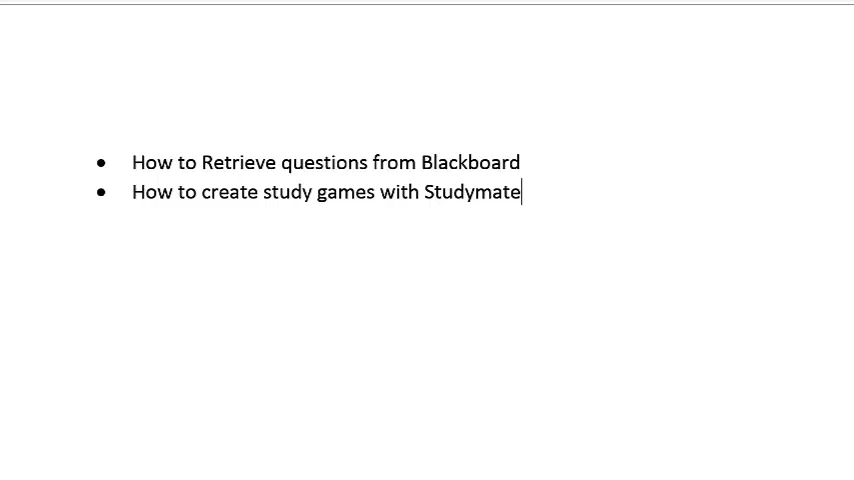 • How to Retrieve questions from Blackboard
• How to create study games with Studymate